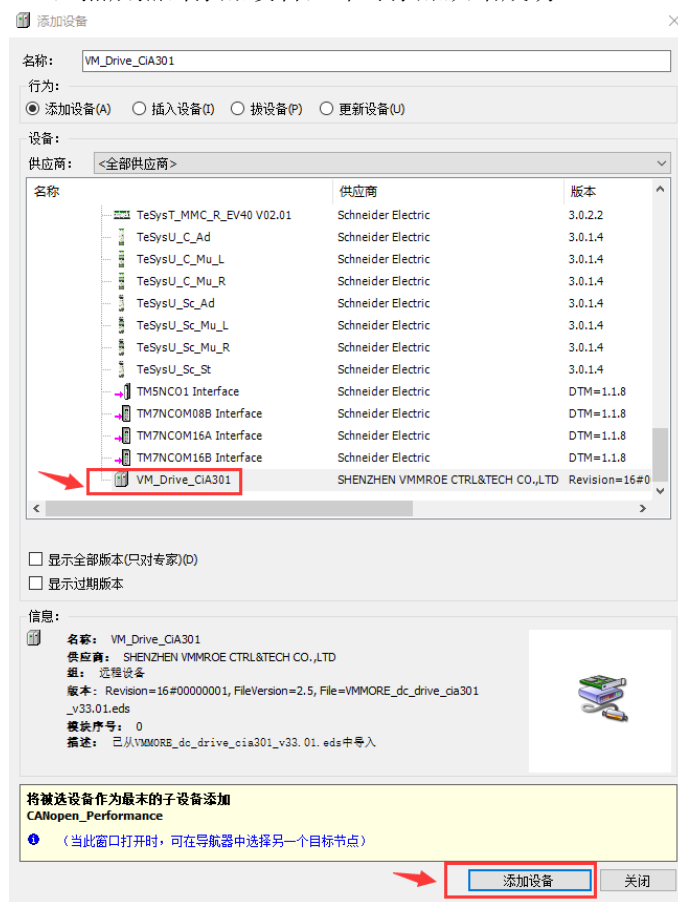 添加设备
名称: VM_Drive_CiA301
行为:
添加设备(A) 插入设备(I) 拔设备(P) 更新设备(U)
设备:
供应商: <全部供应商>
名称 供应商 版本
TeSysT_MMC_R_EV40 V02.01 Schneider Electric 3.0.2.2
TeSysU_C_Ad Schneider Electric 3.0.1.4
TeSysU_C_Mu_L Schneider Electric 3.0.1.4
TeSysU_C_Mu_R Schneider Electric 3.0.1.4
TeSysU_Sc_Ad Schneider Electric 3.0.1.4
TeSysU_Sc_Mu_L Schneider Electric 3.0.1.4
TeSysU_Sc_Mu_R Schneider Electric 3.0.1.4
TeSysU_Sc_St Schneider Electric 3.0.1.4
TM5NCO1 Interface Schneider Electric DTM=1.1.8
TM7NCOM08B Interface Schneider Electric DTM=1.1.8
TM7NCOM16A Interface Schneider Electric DTM=1.1.8
TM7NCOM16B Interface Schneider Electric DTM=1.1.8
VM_Drive_CiA301 SHENZHEN VMMROE CTRL&TECH CO.,LTD Revision=16#0
显示全部版本(只对专家)(D)
显示过期版本
信息:
名称: VM_Drive_CiA301
供应商: SHENZHEN VMMROE CTRL&TECH CO.,LTD
组: 远程设备
版本: Revision=16#00000001, FileVersion=2.5, File=VMMORE_dc_drive_cia301
_v33.01.eds
模块序号: 0
描述: 已从VMMORE_dc_drive_cia301_v33.01.eds中导入
将被选设备作为最末的子设备添加
CANopen_Performance
(当此窗口打开时，可在导航器中选择另一个目标节点)
添加设备 关闭